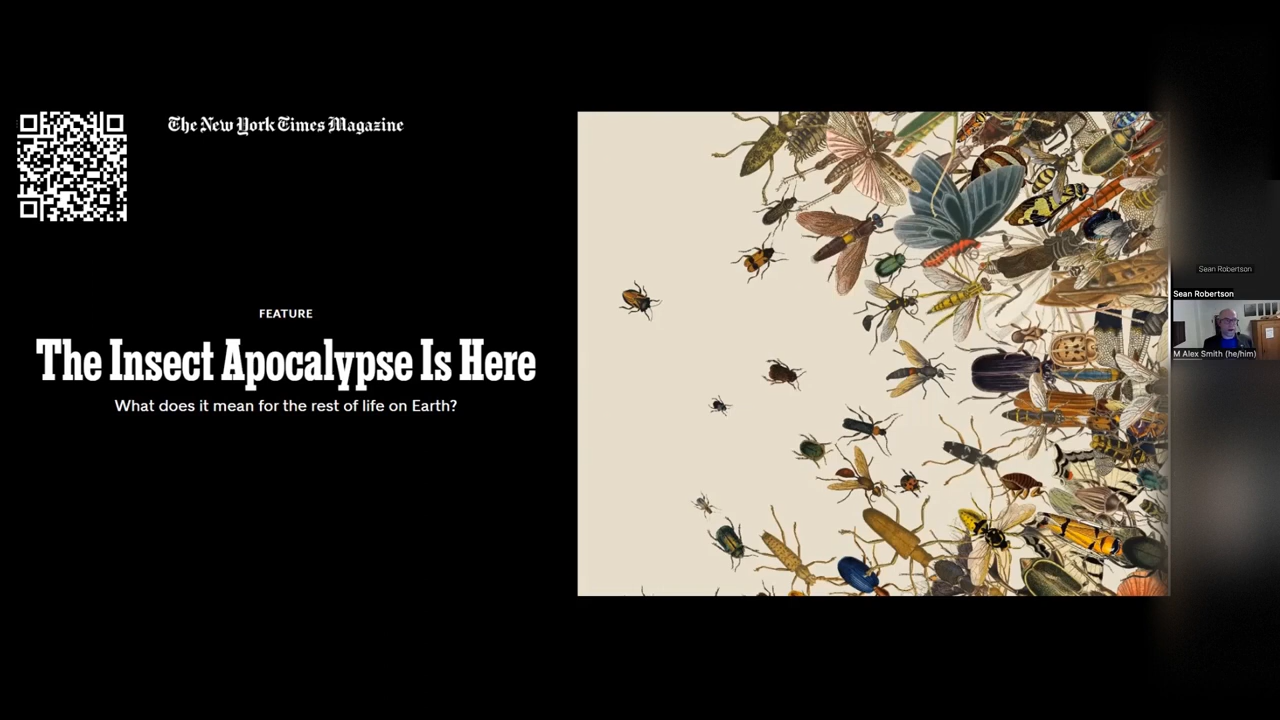 The New York Times Magazine
FEATURE
The Insect Apocalypse Is Here
What does it mean for the rest of life on Earth?
Sean Robertson
Sean Robertson
M Alex Smith (he/him)